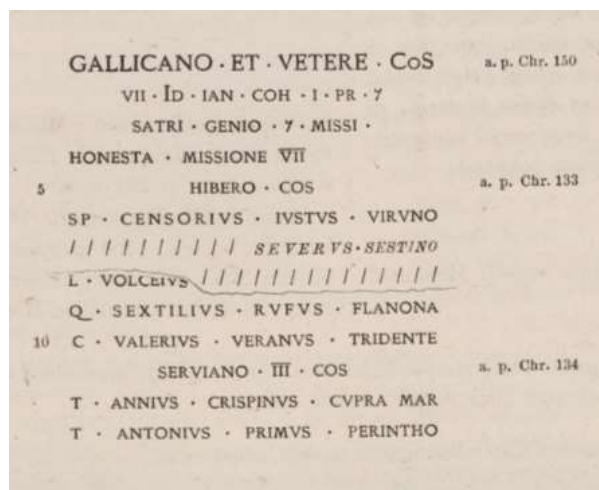 GALLICANO · ET · VETERE · CoS a. p. Chr. 150
VII · ID · IAN · COH · I · PR · 7
SATRI · GENIO · 7 · MISSI ·
HONESTA · MISSIONE V̅I̅I̅
5 HIBERO · COS a. p. Chr. 133
SP · CENSORIVS · IVSTVS · VIRVNO
/ / / / / / / / / / SEVERVS · SESTINO
L · VOLCEIVS / / / / / / / / / / / / / /
Q · SEXTILIVS · RVFVS · FLANONA
10 C · VALERIVS · VERANVS · TRIDENTE
SERVIANO · I̅I̅I̅ · COS a. p. Chr. 134
T · ANNIVS · CRISPINVS · CVPRA MAR
T · ANTONIVS · PRIMVS · PERINTHO